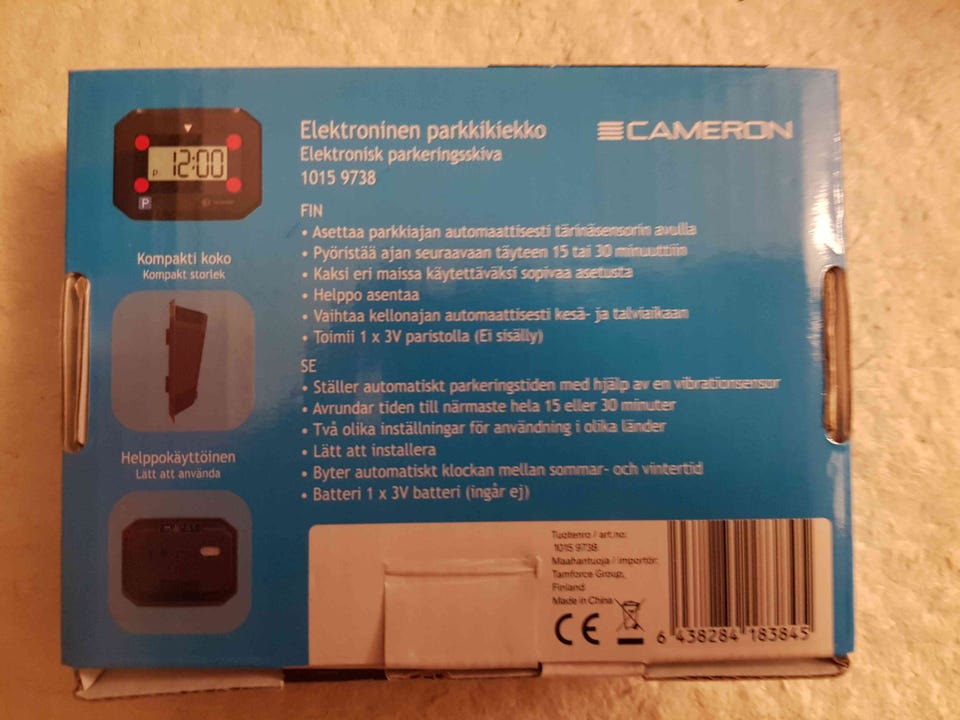 12:00
P
P
Elektroninen parkkikiekko
CAMERON
Elektronisk parkeringsskiva
1015 9738
FIN
• Asettaa parkkiajan automaattisesti tärinäsensorin avulla
• Pyöristää ajan seuraavaan täyteen 15 tai 30 minuuttiin
• Kaksi eri maissa käytettäväksi sopivaa asetusta
• Helppo asentaa
• Vaihtaa kellonajan automaattisesti kesä- ja talviaikaan
• Toimii 1 x 3V paristolla (Ei sisälly)
SE
• Ställer automatiskt parkeringstiden med hjälp av en vibrationsensor
• Avrundar tiden till närmaste hela 15 eller 30 minuter
• Två olika inställningar för användning i olika länder
• Lätt att installera
• Byter automatiskt klockan mellan sommar- och vintertid
• Batteri 1 x 3V batteri (ingår ej)
Kompakti koko
Kompakt storlek
Helppokäyttöinen
Lätt att använda
Tuotenro / art.no:
1015 9738
Maahantuoja / importör:
Tamforce Group,
Finland
Made in China
CE
6 438284 183845